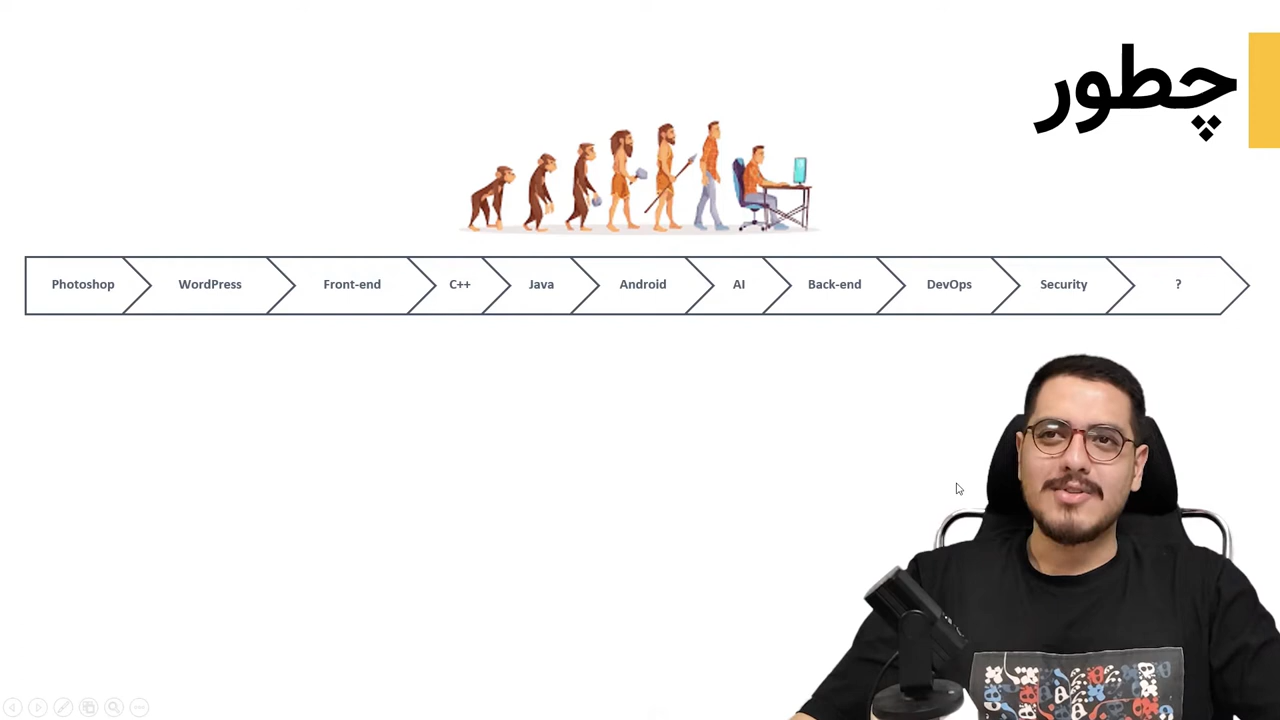 چطور
Photoshop WordPress Front-end C++ Java Android AI Back-end DevOps Security ?